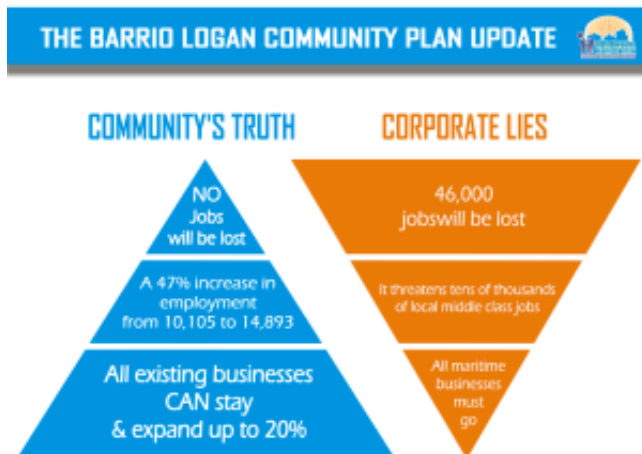 THE BARRIO LOGAN COMMUNITY PLAN UPDATE
COMMUNITY'S TRUTH
NO
Jobs
will be lost
A 47% increase in
employment
from 10,105 to 14,893
All existing businesses
CAN stay
& expand up to 20%
CORPORATE LIES
46,000
jobswill be lost
It threatens tens of thousands
of local middle class jobs
All maritime
businesses
must
go